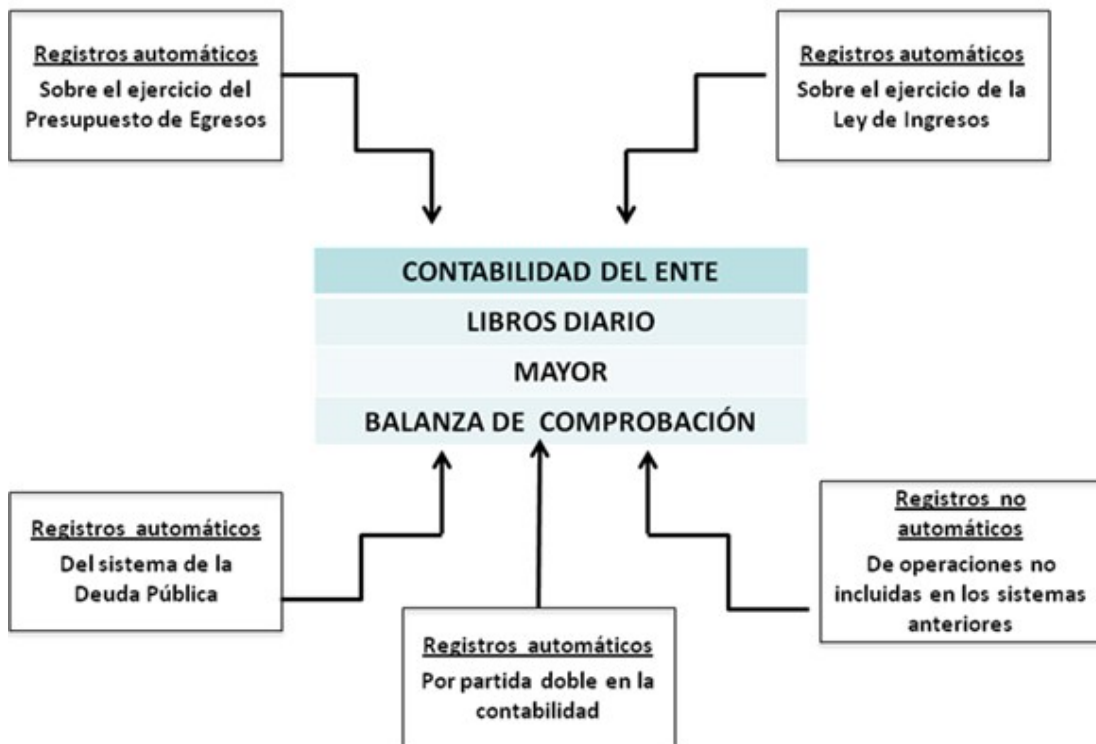 Registros automáticos
Sobre el ejercicio del
Presupuesto de Egresos
Registros automáticos
Sobre el ejercicio de la
Ley de Ingresos
CONTABILIDAD DEL ENTE
LIBROS DIARIO
MAYOR
BALANZA DE COMPROBACIÓN
Registros automáticos
Del sistema de la
Deuda Pública
Registros automáticos
Por partida doble en la
contabilidad
Registros no
automáticos
De operaciones no
incluidas en los sistemas
anteriores